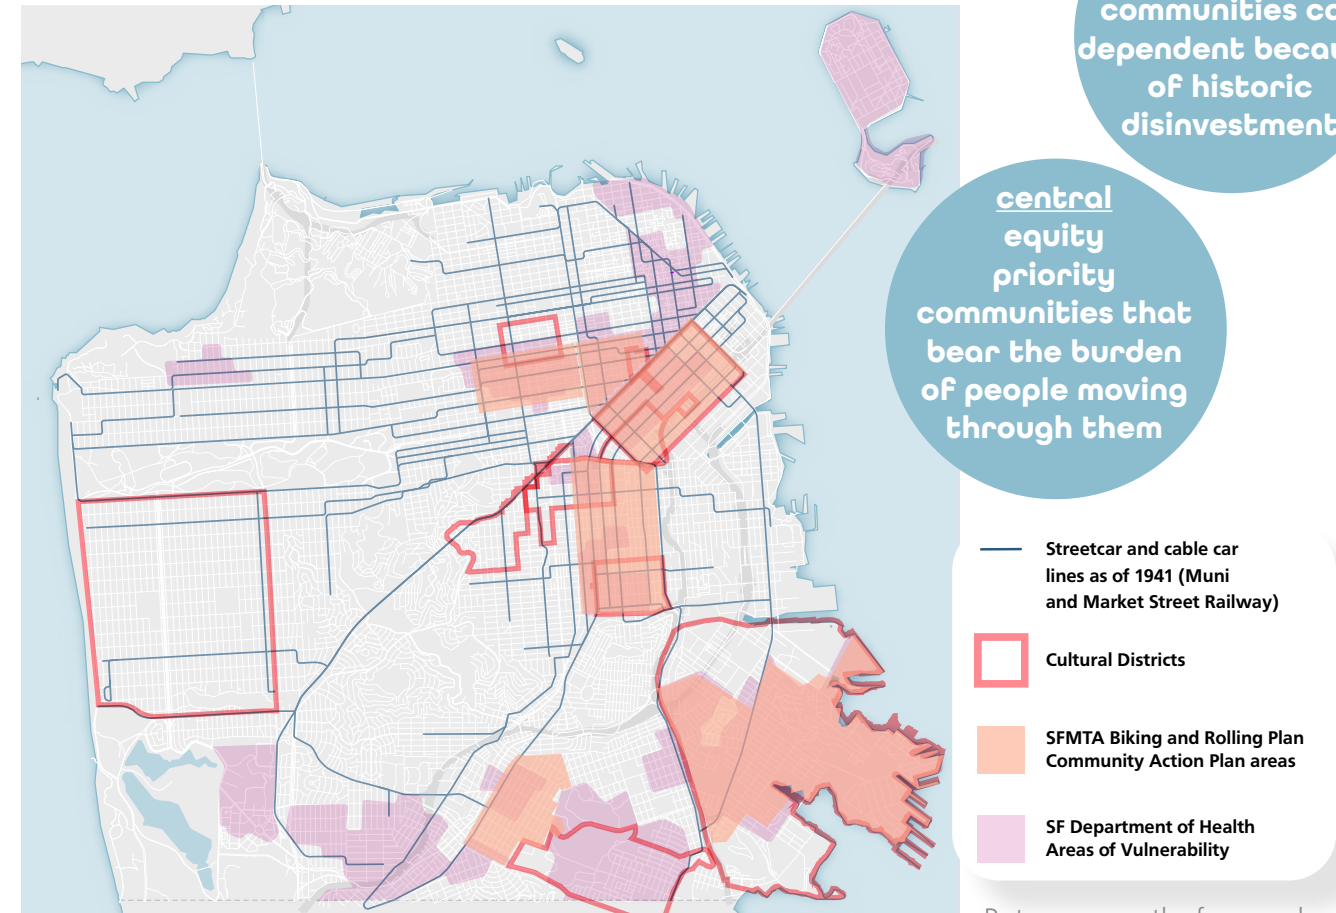 communities
dependent
of historic
disinvestment
central
equity
priority
communities that
bear the burden
of people moving
through them
Streetcar and cable car
lines as of 1941 (Muni
and Market Street Railway)
Cultural Districts
SFMTA Biking and Rolling Plan
Community Action Plan areas
SF Department of Health
Areas of Vulnerability